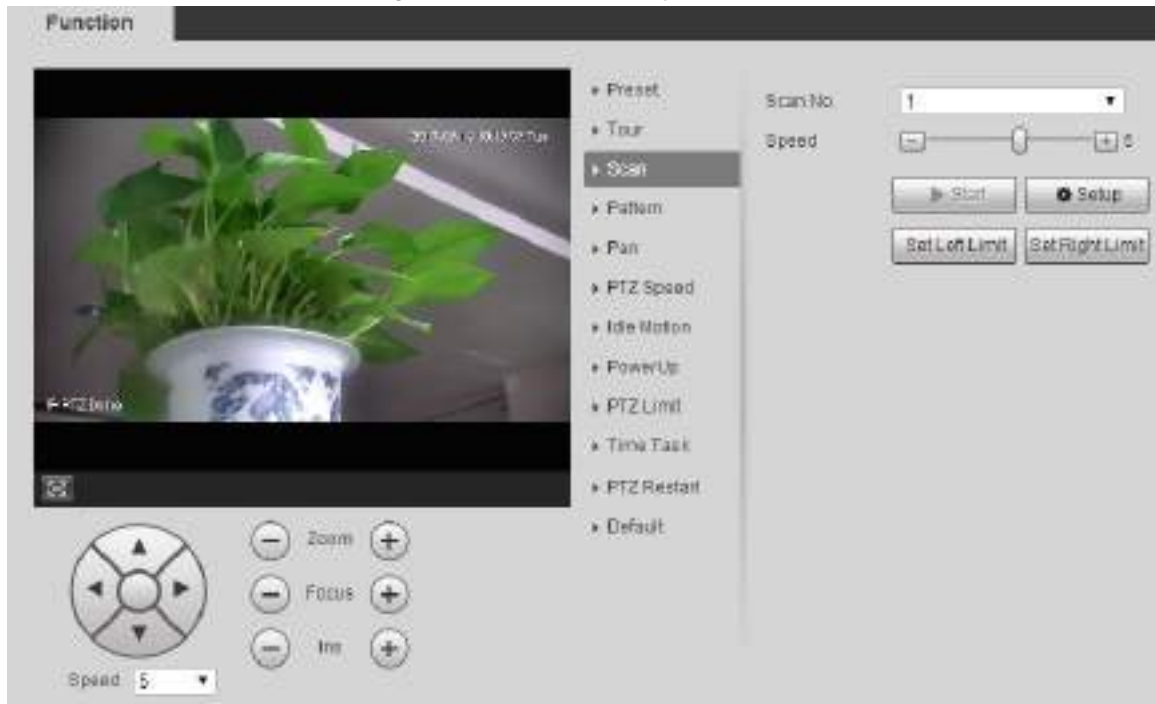 Function
Preset
Tour
Scan
Pattern
Pan
PTZ Speed
Idle Motion
PowerUp
PTZ Limit
Time Task
PTZ Restart
Default
Scan No.
1
Speed
Start
Setup
Set Left Limit
Set Right Limit
Zoom
Focus
Iris
Speed
5